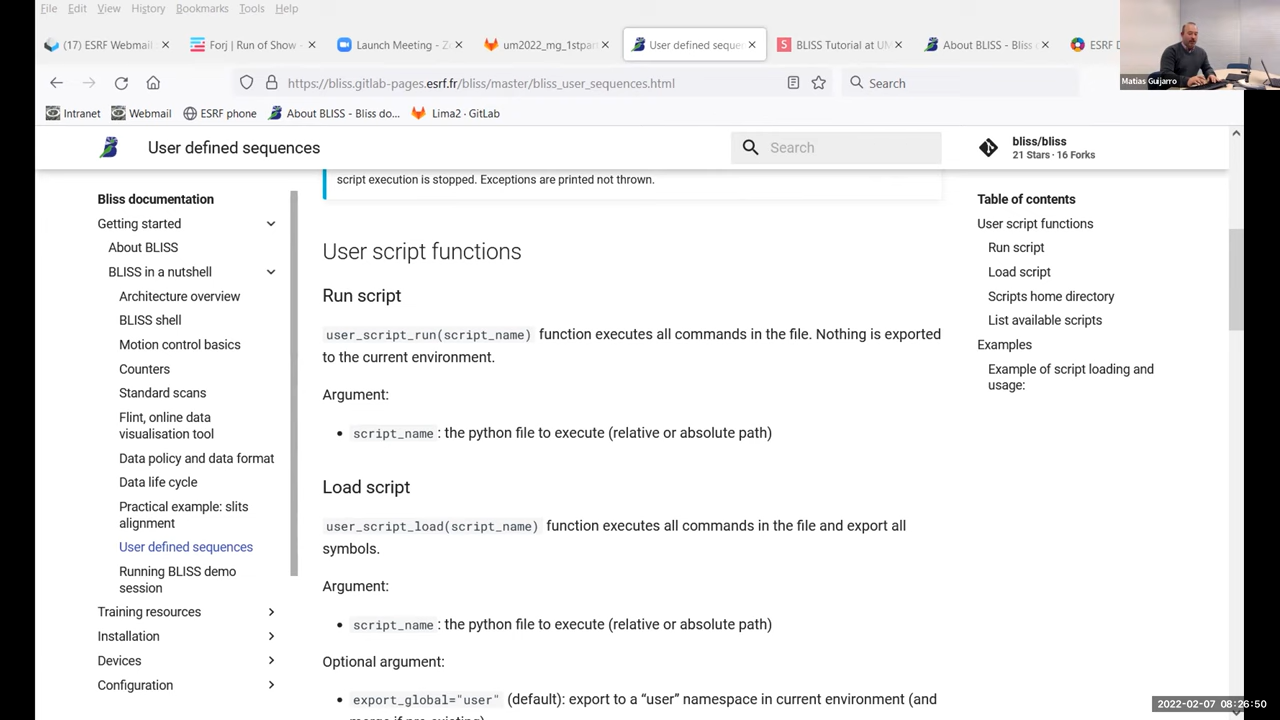 File Edit View History Bookmarks Tools Help
(17) ESRF Webmail
Forj | Run of Show -
Launch Meeting - Z
um2022_mg_1stpart
User defined seque
BLISS Tutorial at U
About BLISS - Bliss
ESRF D
https://bliss.gitlab-pages.esrf.fr/bliss/master/bliss_user_sequences.html
Search
Matias Guijarro
Intranet
Webmail
ESRF phone
About BLISS - Bliss do...
Lima2 · GitLab
User defined sequences
Search
bliss/bliss
21 Stars · 16 Forks
Bliss documentation
Getting started
About BLISS
BLISS in a nutshell
Architecture overview
BLISS shell
Motion control basics
Counters
Standard scans
Flint, online data
visualisation tool
Data policy and data format
Data life cycle
Practical example: slits
alignment
User defined sequences
Running BLISS demo
session
Training resources
Installation
Devices
Configuration
script execution is stopped. Exceptions are printed not thrown.
User script functions
Run script
user_script_run(script_name) function executes all commands in the file. Nothing is exported
to the current environment.
Argument:
• script_name : the python file to execute (relative or absolute path)
Load script
user_script_load(script_name) function executes all commands in the file and export all
symbols.
Argument:
• script_name : the python file to execute (relative or absolute path)
Optional argument:
• export_global="user" (default): export to a “user” namespace in current environment (and
Table of contents
User script functions
Run script
Load script
Scripts home directory
List available scripts
Examples
Example of script loading and
usage:
2022-02-07 08:26:50